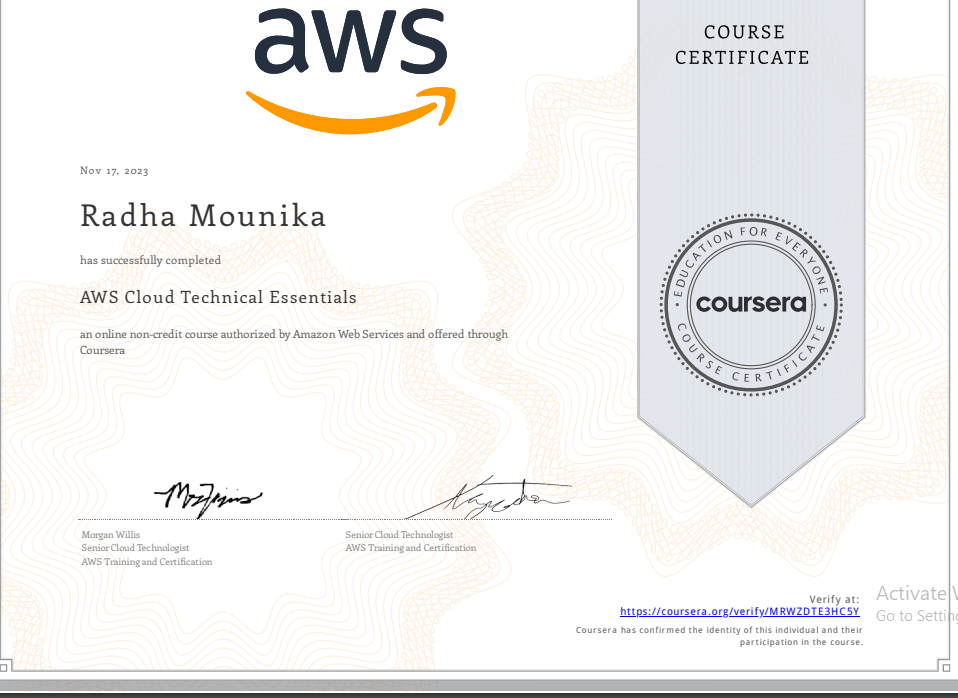 aws
COURSE
CERTIFICATE
Nov 17, 2023
Radha Mounika
has successfully completed
AWS Cloud Technical Essentials
an online non-credit course authorized by Amazon Web Services and offered through
Coursera
EDUCATION FOR EVERYONE
coursera
COURSE CERTIFICATE
Morgan Willis
Senior Cloud Technologist
AWS Training and Certification
Senior Cloud Technologist
AWS Training and Certification
Verify at:
https://coursera.org/verify/MRWZDTE3HC5Y
Coursera has confirmed the identity of this individual and their
participation in the course.
Activate
Go to Setting